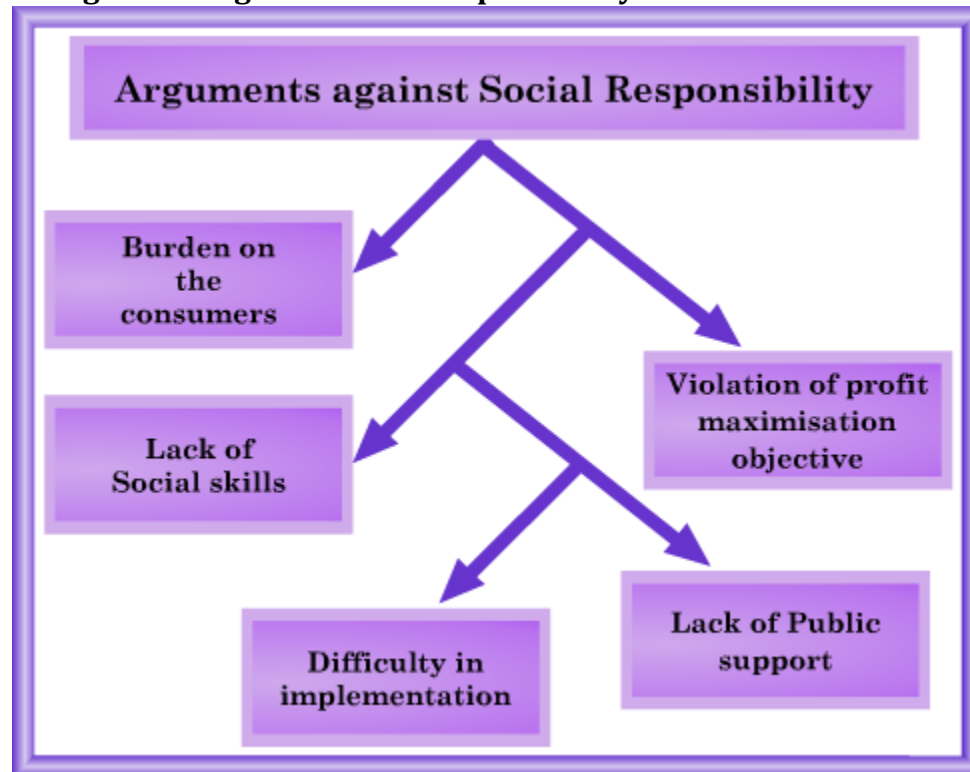 Arguments against Social Responsibility
Burden on
the
consumers
Violation of profit
maximisation
objective
Lack of
Social skills
Lack of Public
support
Difficulty in
implementation